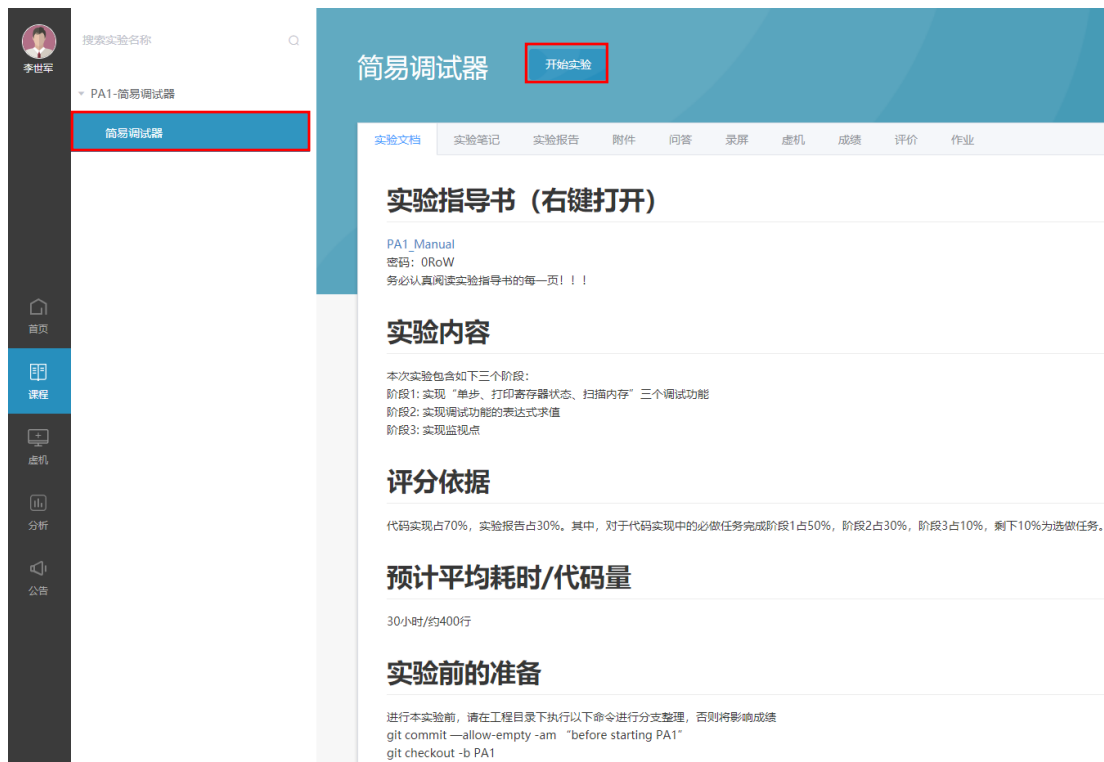 李世军
首页
课程
虚机
分析
公告
搜索实验名称
PA1-简易调试器
简易调试器
简易调试器
开始实验
实验文档 实验笔记 实验报告 附件 问答 录屏 虚机 成绩 评价 作业
实验指导书（右键打开）
PA1_Manual
密码：0RoW
务必认真阅读实验指导书的每一页！！！
实验内容
本次实验包含如下三个阶段：
阶段1: 实现“单步、打印寄存器状态、扫描内存”三个调试功能
阶段2: 实现调试功能的表达式求值
阶段3: 实现监视点
评分依据
代码实现占70%，实验报告占30%。其中，对于代码实现中的必做任务完成阶段1占50%，阶段2占30%，阶段3占10%，剩下10%为选做任务。
预计平均耗时/代码量
30小时/约400行
实验前的准备
进行本实验前，请在工程目录下执行以下命令进行分支整理，否则将影响成绩
git commit —allow-empty -am “before starting PA1”
git checkout -b PA1